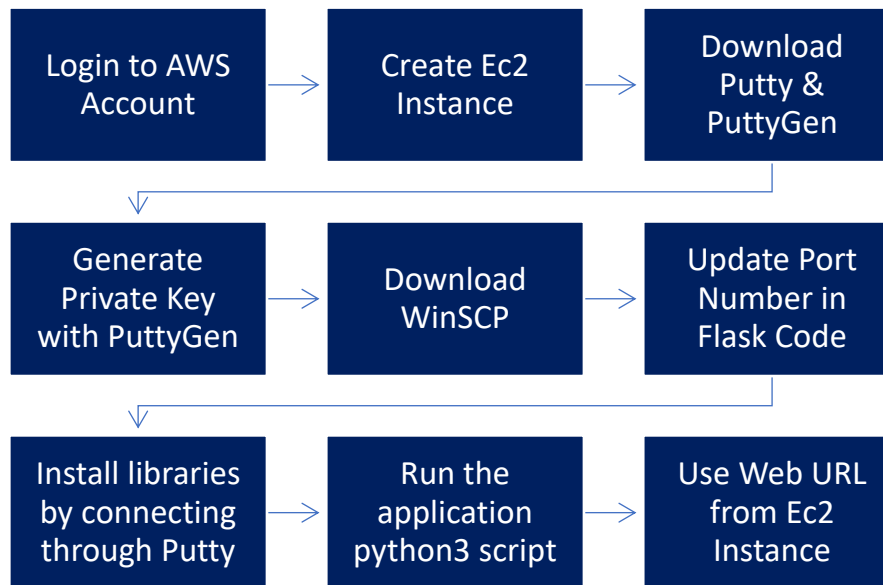 Login to AWS
Account
Create Ec2
Instance
Download
Putty &
PuttyGen
Generate
Private Key
with PuttyGen
Download
WinSCP
Update Port
Number in
Flask Code
Install libraries
by connecting
through Putty
Run the
application
python3 script
Use Web URL
from Ec2
Instance